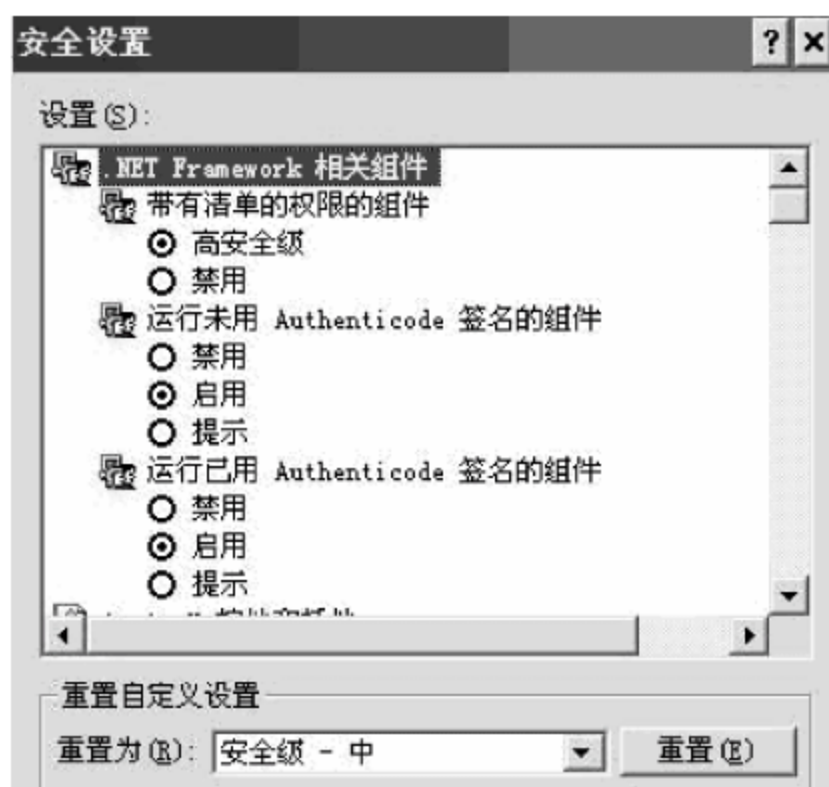 安全设置
设置(S):
.NET Framework 相关组件
带有清单的权限的组件
高安全级
禁用
运行未用 Authenticode 签名的组件
禁用
启用
提示
运行已用 Authenticode 签名的组件
禁用
启用
提示
重置自定义设置
重置为(R): 安全级 - 中 重置(E)